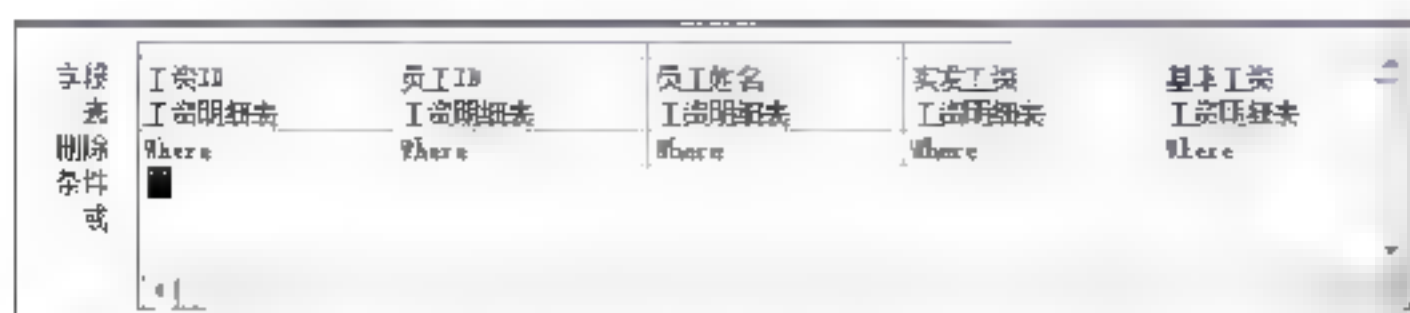 字段 工资ID 员工ID 员工姓名 实发工资 基本工资
表 工资明细表 工资明细表 工资明细表 工资明细表 工资明细表
删除 Where Where Where Where Where
条件
或